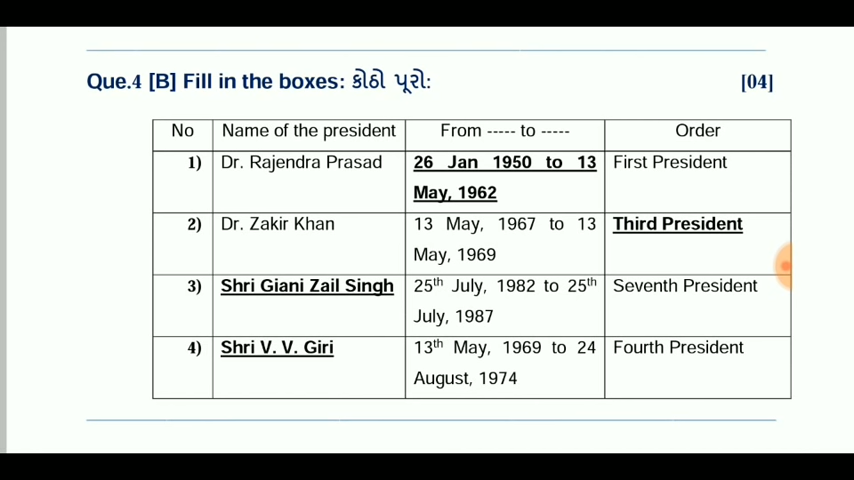 Que.4 [B] Fill in the boxes: કોઠો પૂરો: [04]
No Name of the president From ----- to ----- Order
1) Dr. Rajendra Prasad 26 Jan 1950 to 13 First President
May, 1962
2) Dr. Zakir Khan 13 May, 1967 to 13 Third President
May, 1969
3) Shri Giani Zail Singh 25th July, 1982 to 25th Seventh President
July, 1987
4) Shri V. V. Giri 13th May, 1969 to 24 Fourth President
August, 1974